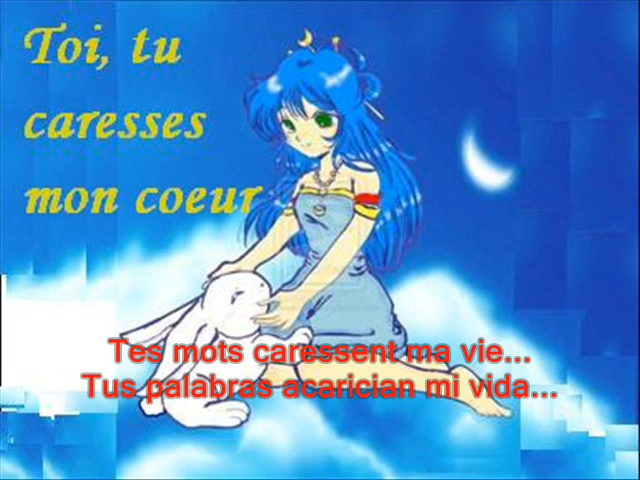 Toi, tu
caresses
mon coeur
Tes mots caressent ma vie...
Tus palabras acarician mi vida...